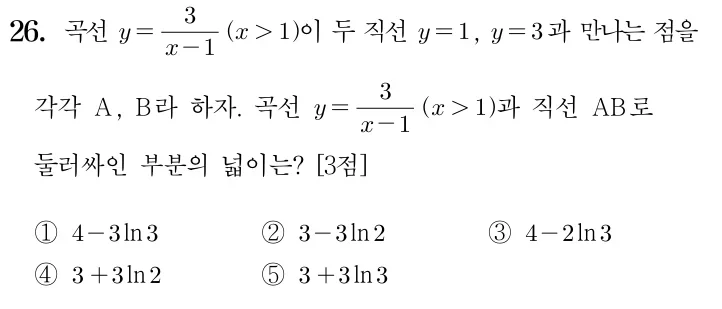 26. 곡선 y=3/(x-1) (x>1)이 두 직선 y=1, y=3과 만나는 점을
각각 A, B라 하자. 곡선 y=3/(x-1) (x>1)과 직선 AB로
둘러싸인 부분의 넓이는? [3점]
① 4-3ln3 ② 3-3ln2 ③ 4-2ln3
④ 3+3ln2 ⑤ 3+3ln3